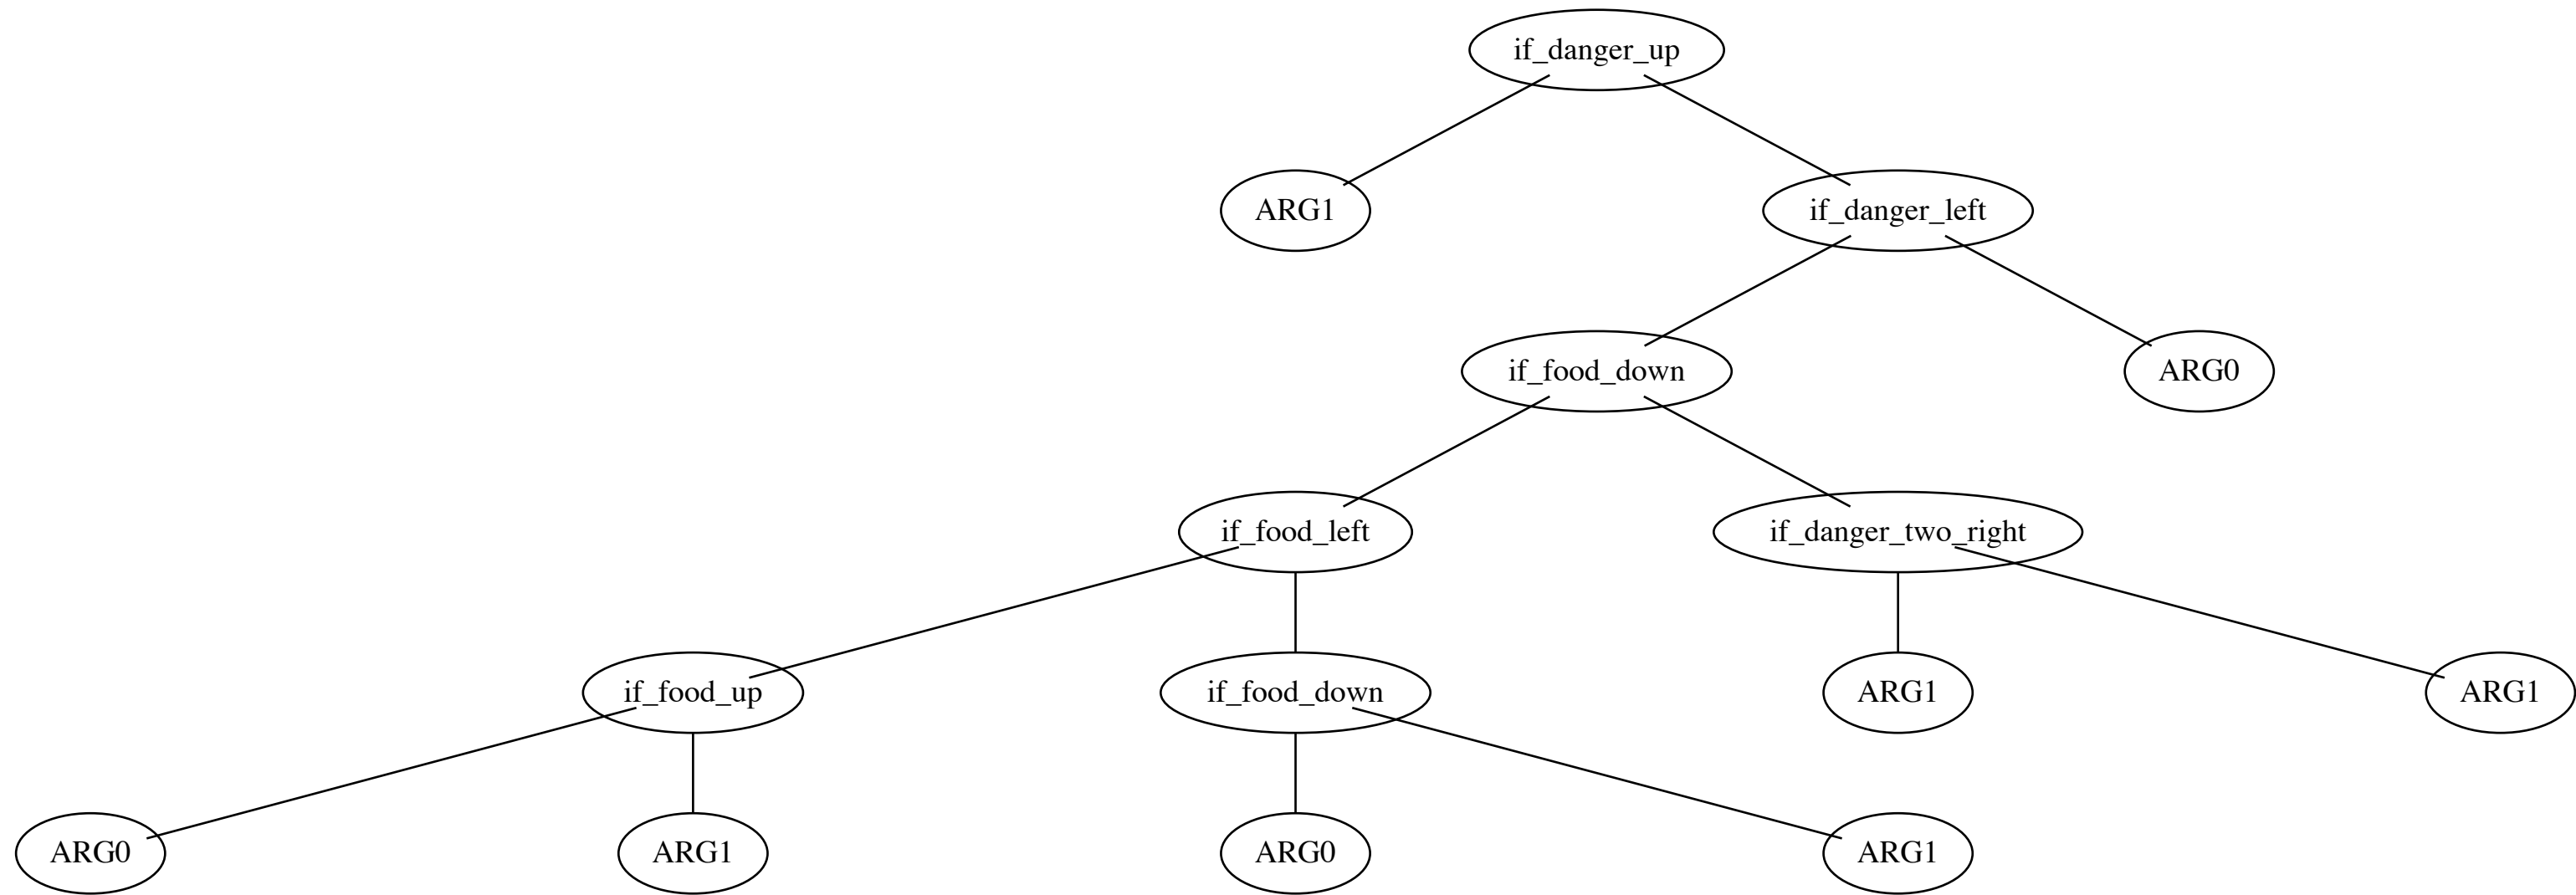 if_danger_up
ARG1
if_danger_left
if_food_down
ARG0
if_food_left
if_danger_two_right
if_food_up
if_food_down
ARG1
ARG1
ARG0
ARG1
ARG0
ARG1